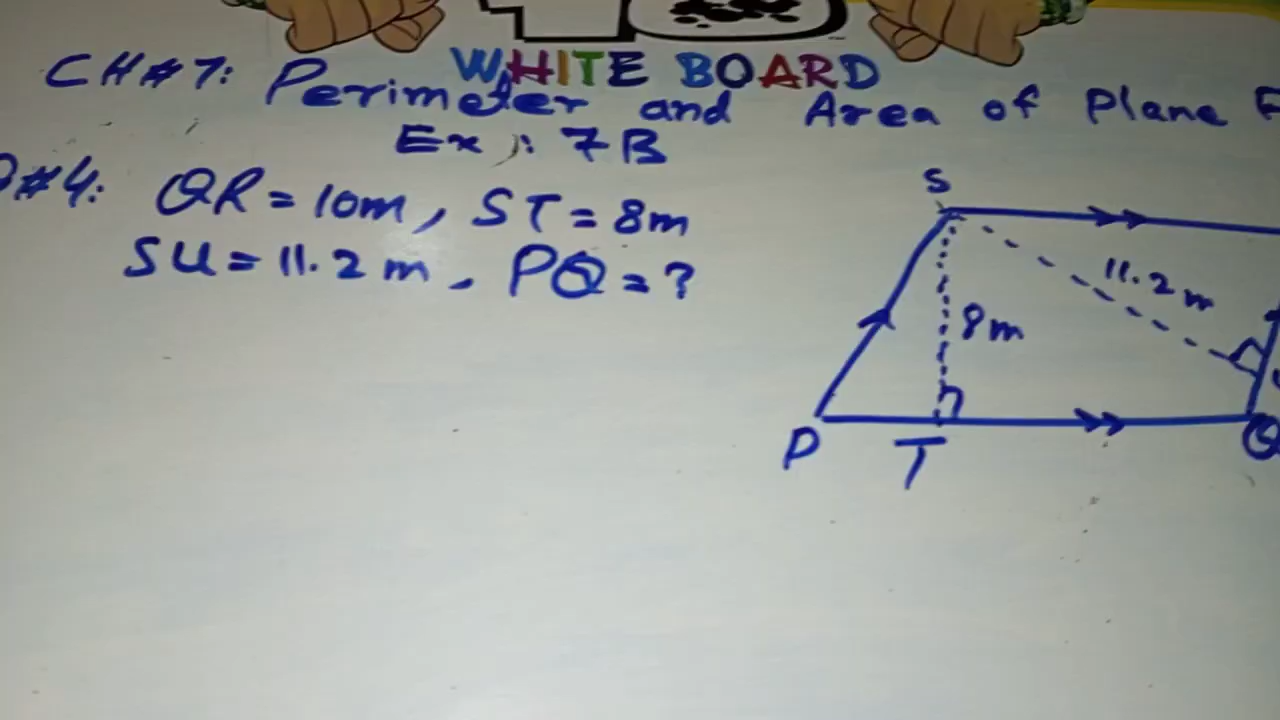 WHITE BOARD
CH#7: Perimeter and Area of Plane
Ex: 7B
Q#4: QR = 10m, ST = 8m
SU = 11.2 m. PQ = ?
S
11.2 m
8m
P
T
Q